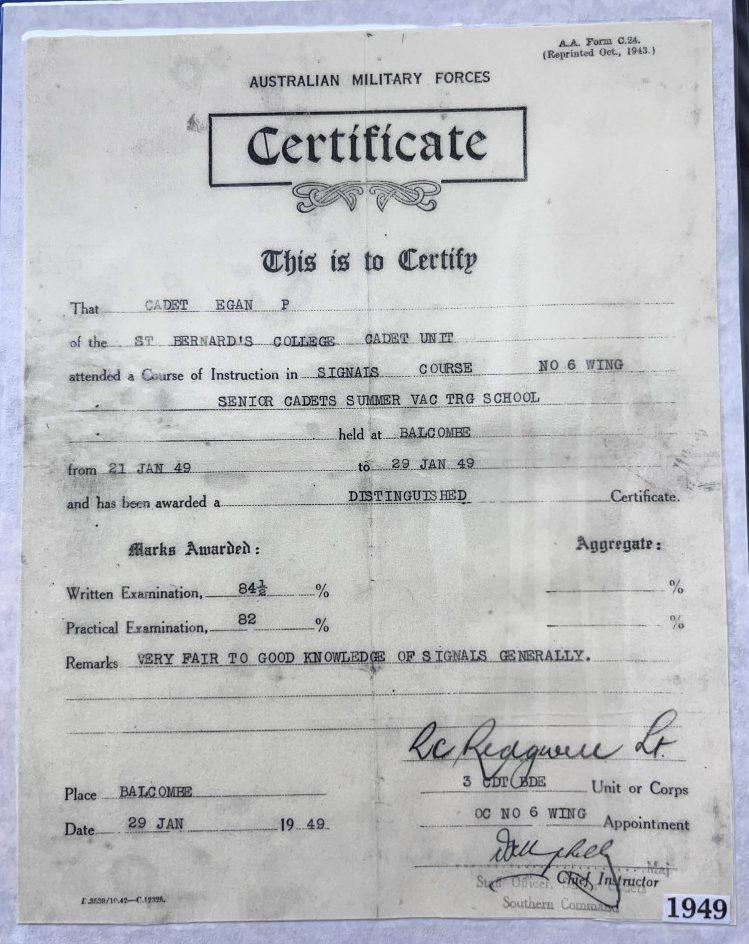 A.A. Form C.24.
(Reprinted Oct., 1943.)
AUSTRALIAN MILITARY FORCES
Certificate
This is to Certify
That CADET EGAN P
of the ST BERNARD'S COLLEGE CADET UNIT
attended a Course of Instruction in SIGNALS COURSE NO 6 WING
SENIOR CADETS SUMMER VAC TRG SCHOOL
held at BALCOMBE
from 21 JAN 49 to 29 JAN 49
and has been awarded a DISTINGUISHED Certificate.
Marks Awarded: Aggregate:
Written Examination, 84½ % %
Practical Examination, 82 % %
Remarks VERY FAIR TO GOOD KNOWLEDGE OF SIGNALS GENERALLY.
RC Redgwell Lt.
3 CDT BDE Unit or Corps
Place BALCOMBE
OC NO 6 WING Appointment
Date 29 JAN 1949
Maj
Chief Instructor
Staff Officer,
Southern Command
1949